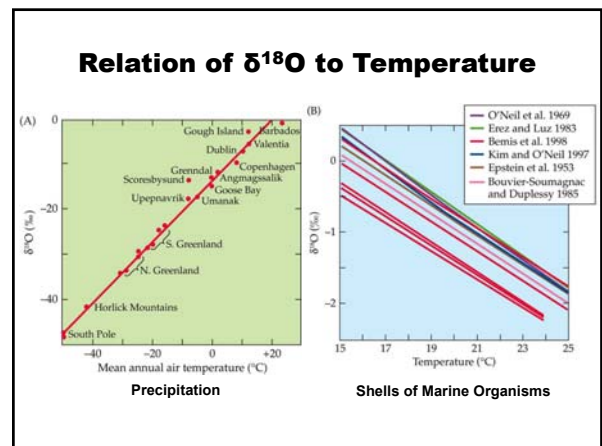 Relation of δ¹⁸O to Temperature
(A)
0
−20
−40
δ¹⁸O (‰)
Gough Island
Barbados
Dublin
Valentia
Copenhagen
Grenndal
Angmagssalik
Scoresbysund
Goose Bay
Upepnavrik
Umanak
S. Greenland
N. Greenland
Horlick Mountains
South Pole
−40 −20 0 +20
Mean annual air temperature (°C)
Precipitation
(B)
O'Neil et al. 1969
Erez and Luz 1983
Bemis et al. 1998
Kim and O'Neil 1997
Epstein et al. 1953
Bouvier-Soumagnac
and Duplessy 1985
0
−1
−2
δ¹⁸O (‰)
15 17 19 21 23 25
Temperature (°C)
Shells of Marine Organisms